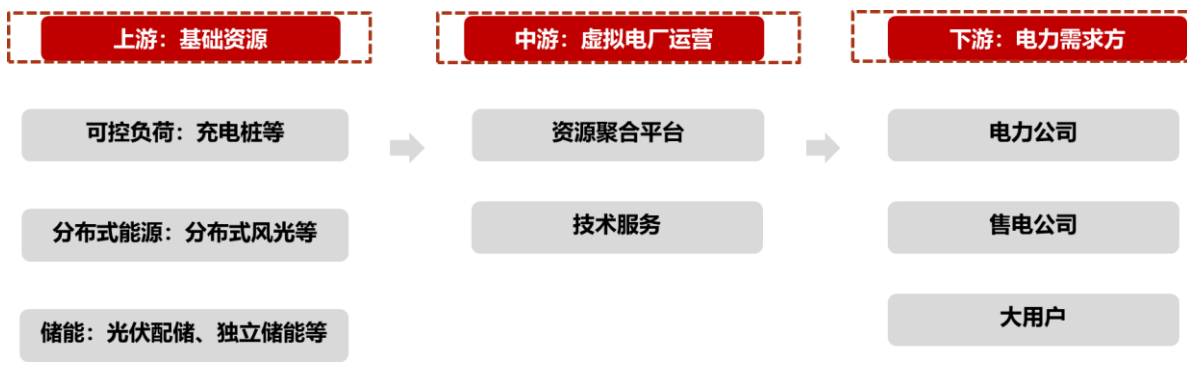 上游：基础资源
中游：虚拟电厂运营
下游：电力需求方
可控负荷：充电桩等
资源聚合平台
电力公司
分布式能源：分布式风光等
技术服务
售电公司
储能：光伏配储、独立储能等
大用户